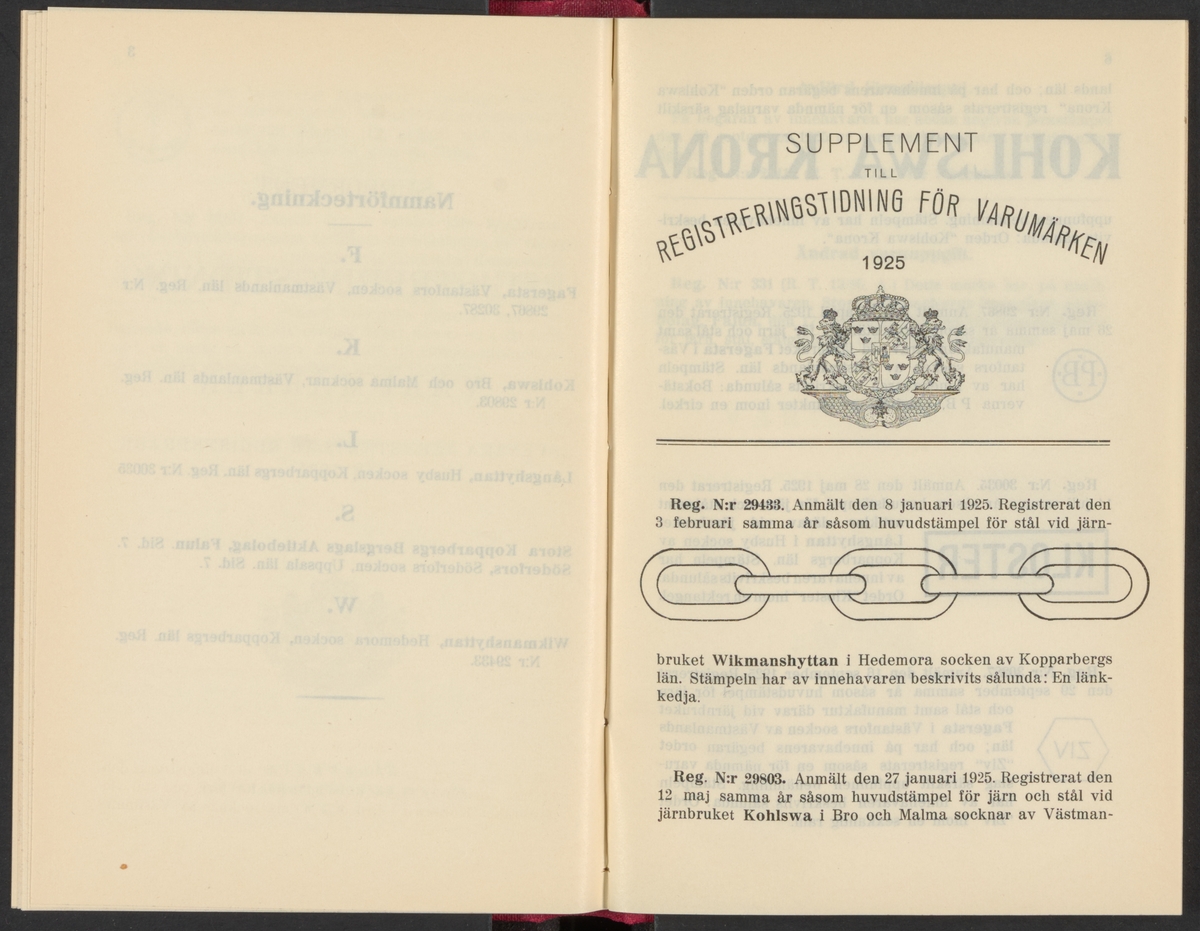 SUPPLEMENT
TILL
REGISTRERINGSTIDNING FÖR VARUMÄRKEN
1925
Reg. N:r 29433. Anmält den 8 januari 1925. Registrerat den
3 februari samma år såsom huvudstämpel för stål vid järn-
bruket Wikmanshyttan i Hedemora socken av Kopparbergs
län. Stämpeln har av innehavaren beskrivits sålunda: En länk-
kedja.
Reg. N:r 29803. Anmält den 27 januari 1925. Registrerat den
12 maj samma år såsom huvudstämpel för järn och stål vid
järnbruket Kohlswa i Bro och Malma socknar av Västman-